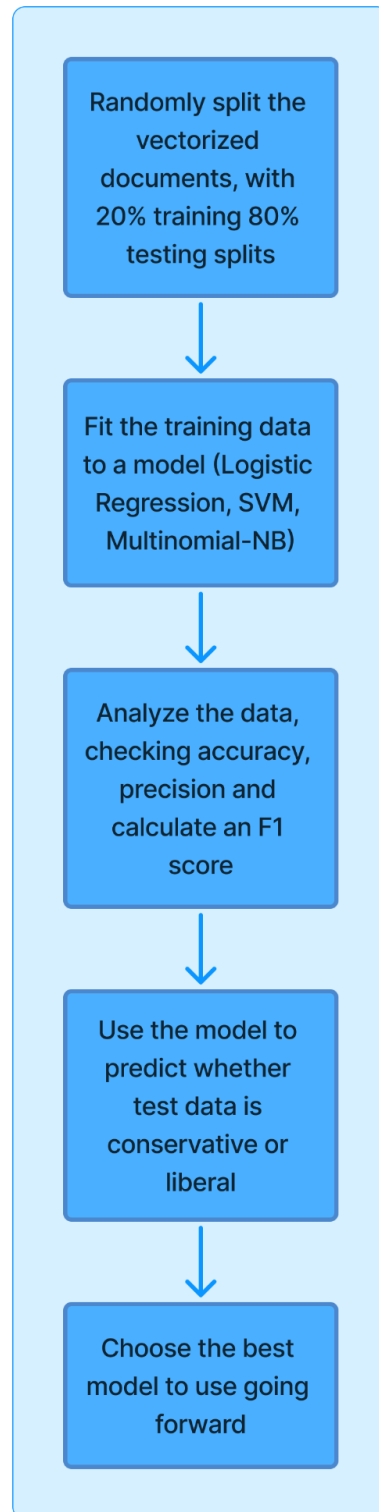 Randomly split the
vectorized
documents, with
20% training 80%
testing splits
Fit the training data
to a model (Logistic
Regression, SVM,
Multinomial-NB)
Analyze the data,
checking accuracy,
precision and
calculate an F1
score
Use the model to
predict whether
test data is
conservative or
liberal
Choose the best
model to use going
forward